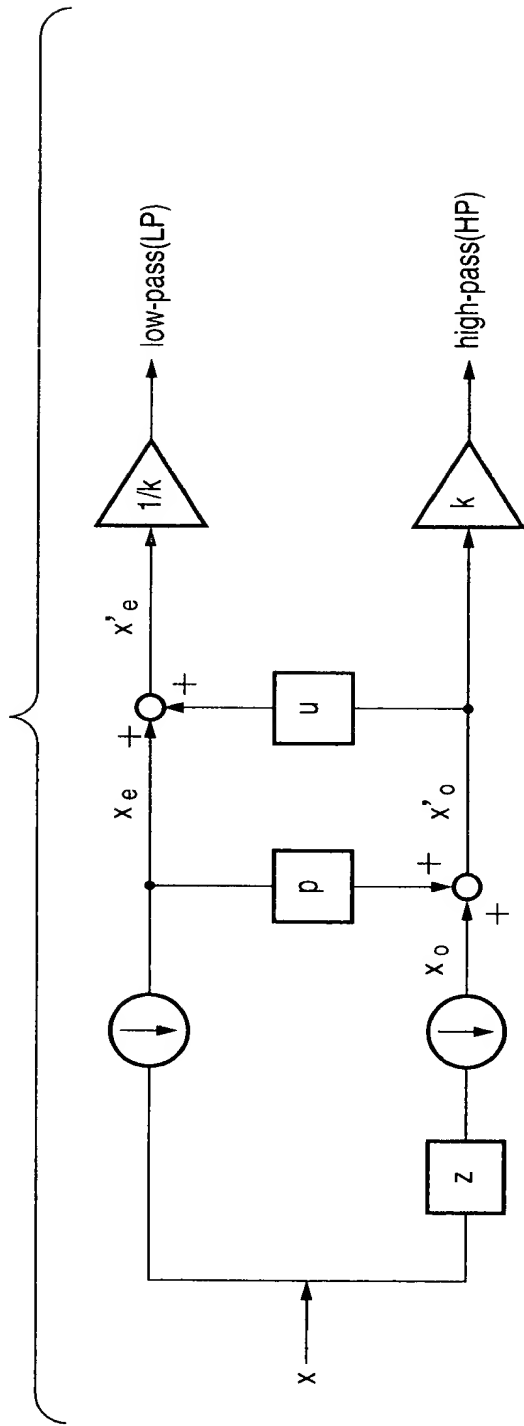 low-pass(LP)
1/k
x'e
+
+
xe
u
p
x'o
+
+
xo
z
x
k
high-pass(HP)